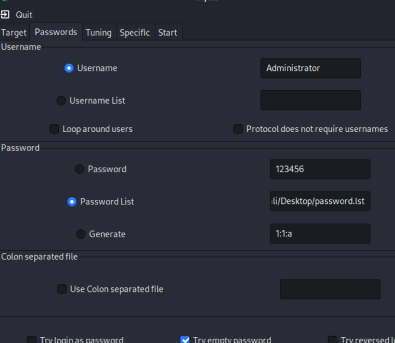 Quit
Target Passwords Tuning Specific Start
Username
Username Administrator
Username List
Loop around users Protocol does not require usernames
Password
Password 123456
Password List li/Desktop/password.lst
Generate 1:1:a
Colon separated file
Use Colon separated file
Try login as password Try empty password Try reversed